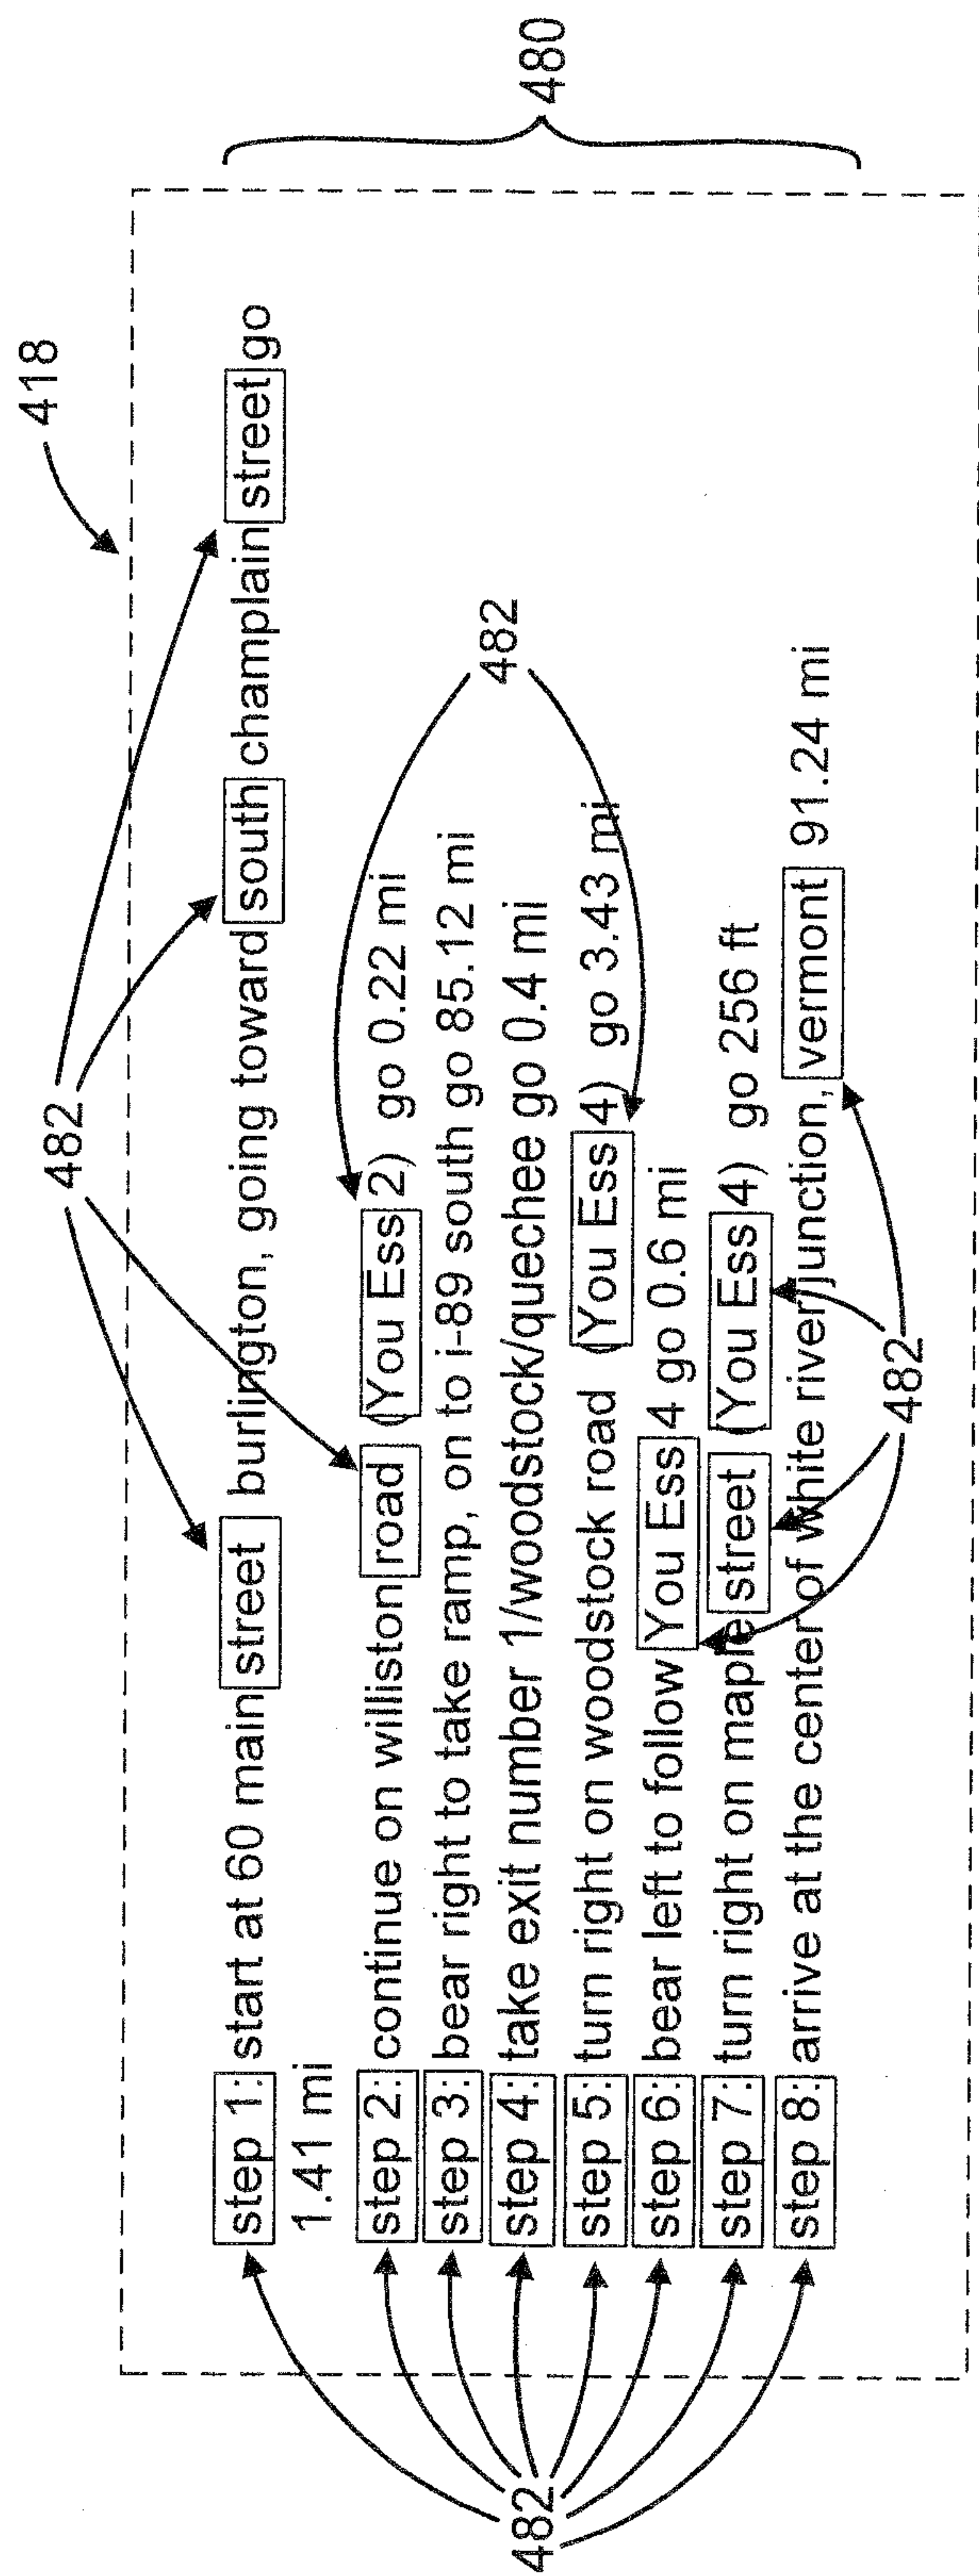 418
482
step 1: start at 60 main street burlington, going toward south champlain street go
1.41 mi
step 2: continue on williston road (You Ess 2) go 0.22 mi
step 3: bear right to take ramp, on to i-89 south go 85.12 mi
482
step 4: take exit number 1/woodstock/quechee go 0.4 mi
480
482
step 5: turn right on woodstock road (You Ess 4) go 3.43 mi
step 6: bear left to follow You Ess 4 go 0.6 mi
step 7: turn right on maple street (You Ess 4) go 256 ft
step 8: arrive at the center of white river junction, vermont 91.24 mi
482